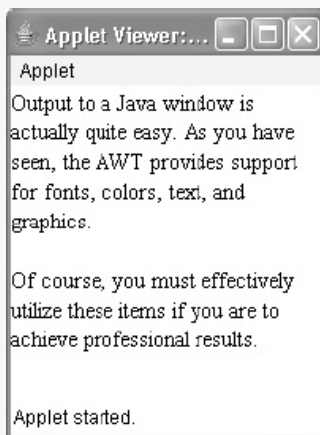 Applet Viewer:...
Applet
Output to a Java window is
actually quite easy. As you have
seen, the AWT provides support
for fonts, colors, text, and
graphics.
Of course, you must effectively
utilize these items if you are to
achieve professional results.
Applet started.